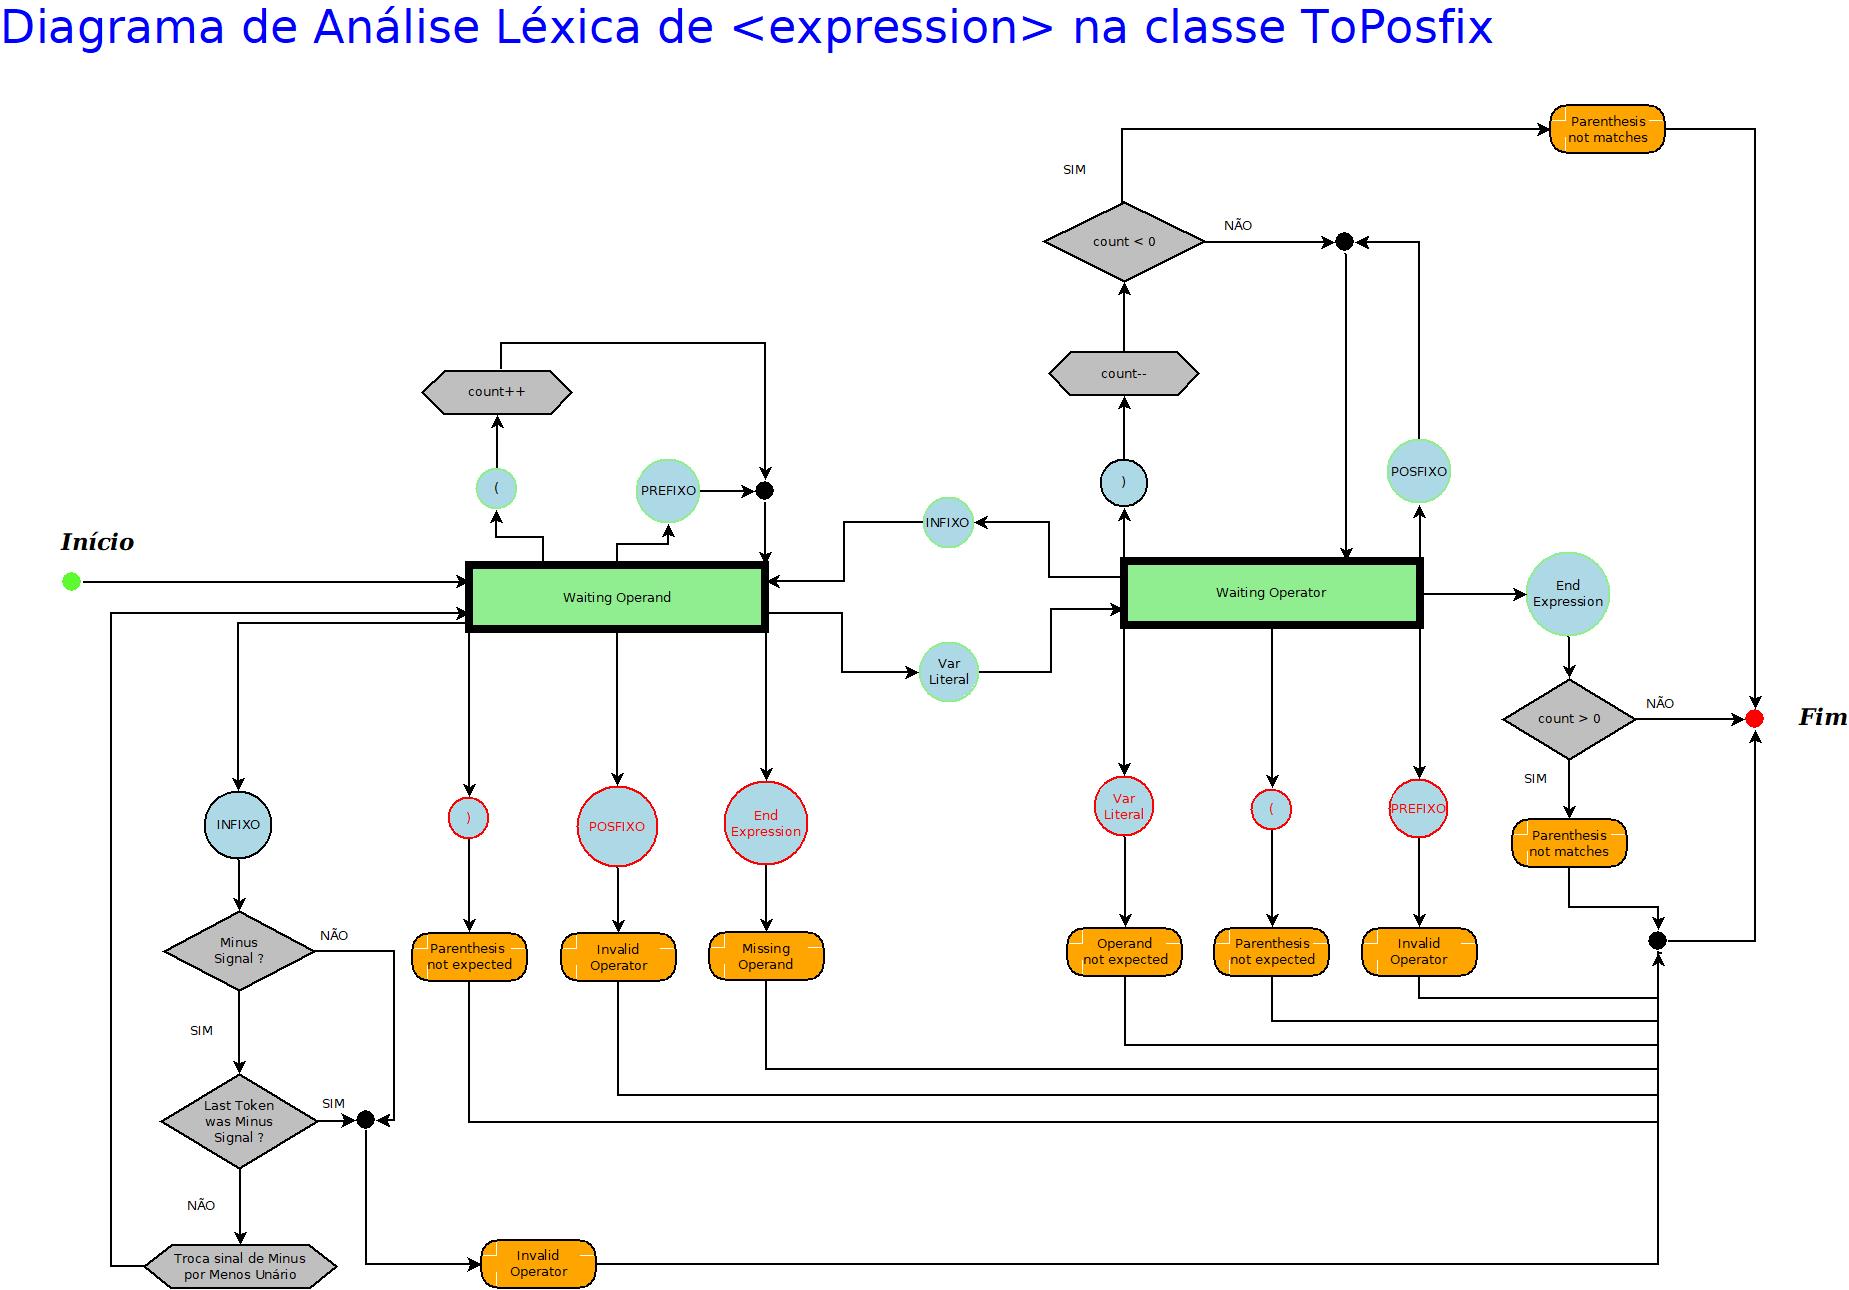 Diagrama de Análise Léxica de <expression> na classe ToPosfix
Parenthesis
not matches
SIM
count < 0
NÃO
count++
count--
(
PREFIXO
)
POSFIXO
INFIXO
Início
Waiting Operand
Waiting Operator
End
Expression
Var
Literal
count > 0
NÃO
Fim
SIM
INFIXO
)
POSFIXO
End
Expression
Var
Literal
(
PREFIXO
Parenthesis
not matches
Minus
Signal ?
NÃO
Parenthesis
not expected
Invalid
Operator
Missing
Operand
Operand
not expected
Parenthesis
not expected
Invalid
Operator
SIM
Last Token
was Minus
Signal ?
SIM
NÃO
Troca sinal de Minus
por Menos Unário
Invalid
Operator